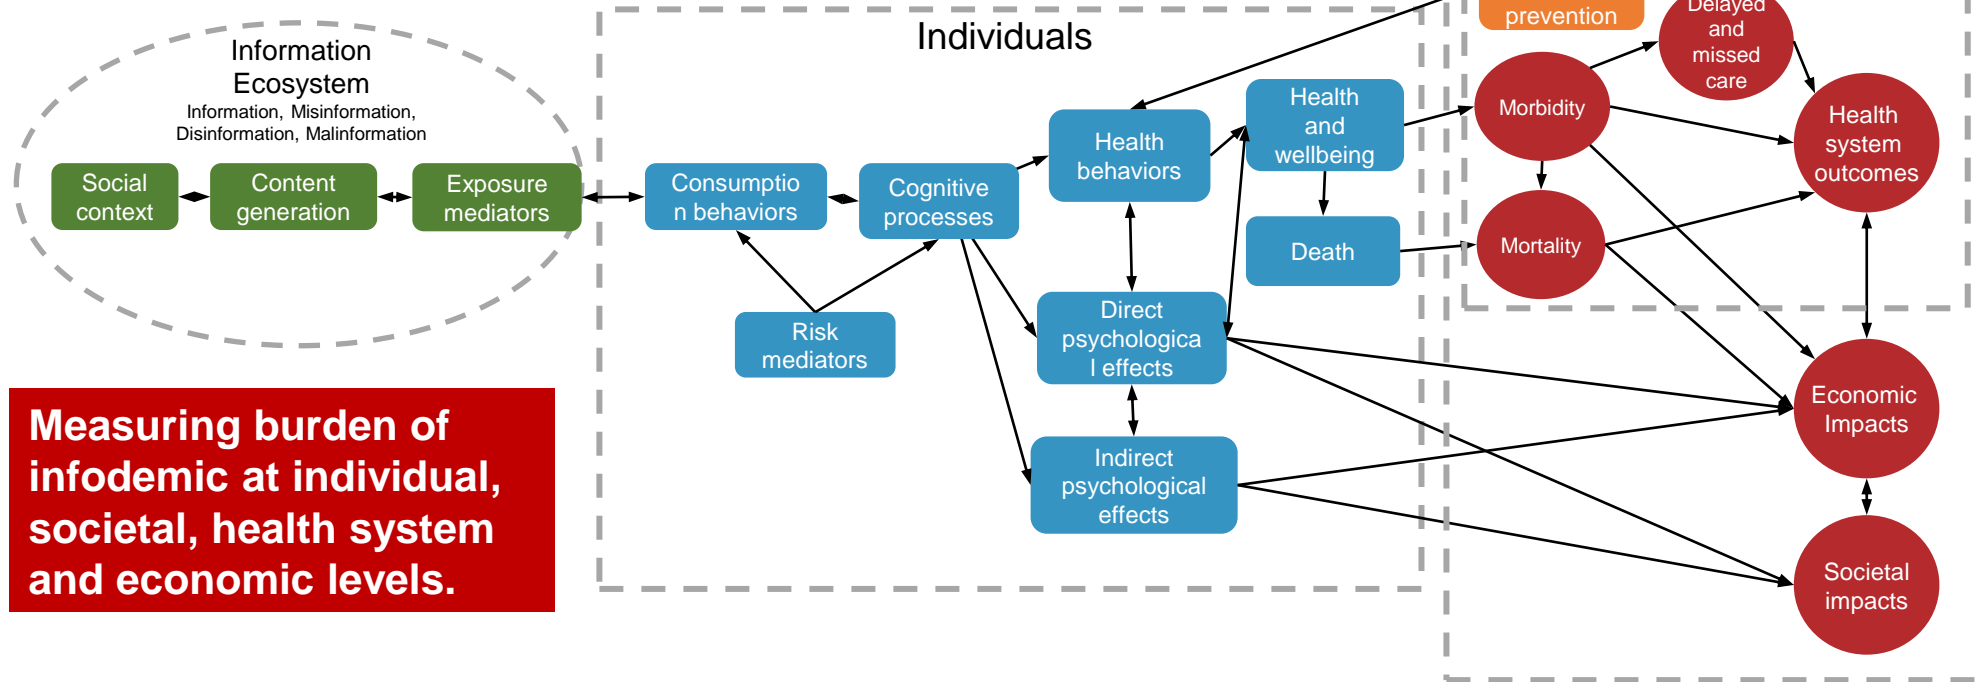 Information
Ecosystem
Information, Misinformation,
Disinformation, Malinformation
Social
context
Content
generation
Exposure
mediators
Measuring burden of
infodemic at individual,
societal, health system
and economic levels.
Individuals
Consumptio
n behaviors
Cognitive
processes
Risk
mediators
Health
behaviors
Direct
psychologica
l effects
Indirect
psychological
effects
Health
and
wellbeing
Death
prevention
Delayed
and
missed
care
Morbidity
Mortality
Health
system
outcomes
Economic
Impacts
Societal
impacts